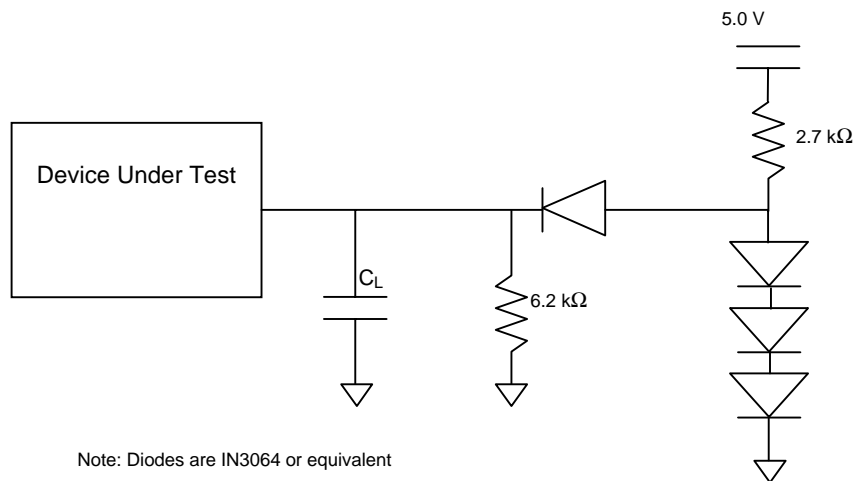 5.0 V
2.7 kΩ
Device Under Test
CL
6.2 kΩ
Note: Diodes are IN3064 or equivalent